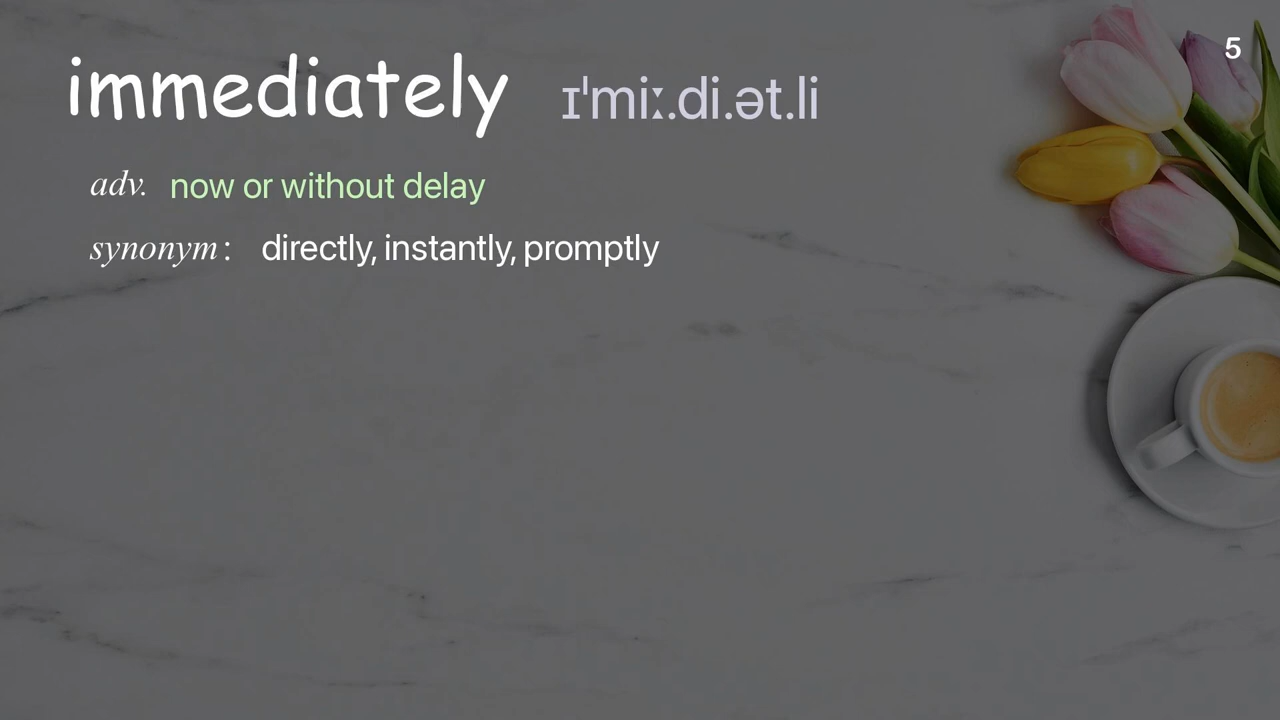 5
immediately ɪˈmiː.di.ət.li
adv. now or without delay
synonym: directly, instantly, promptly